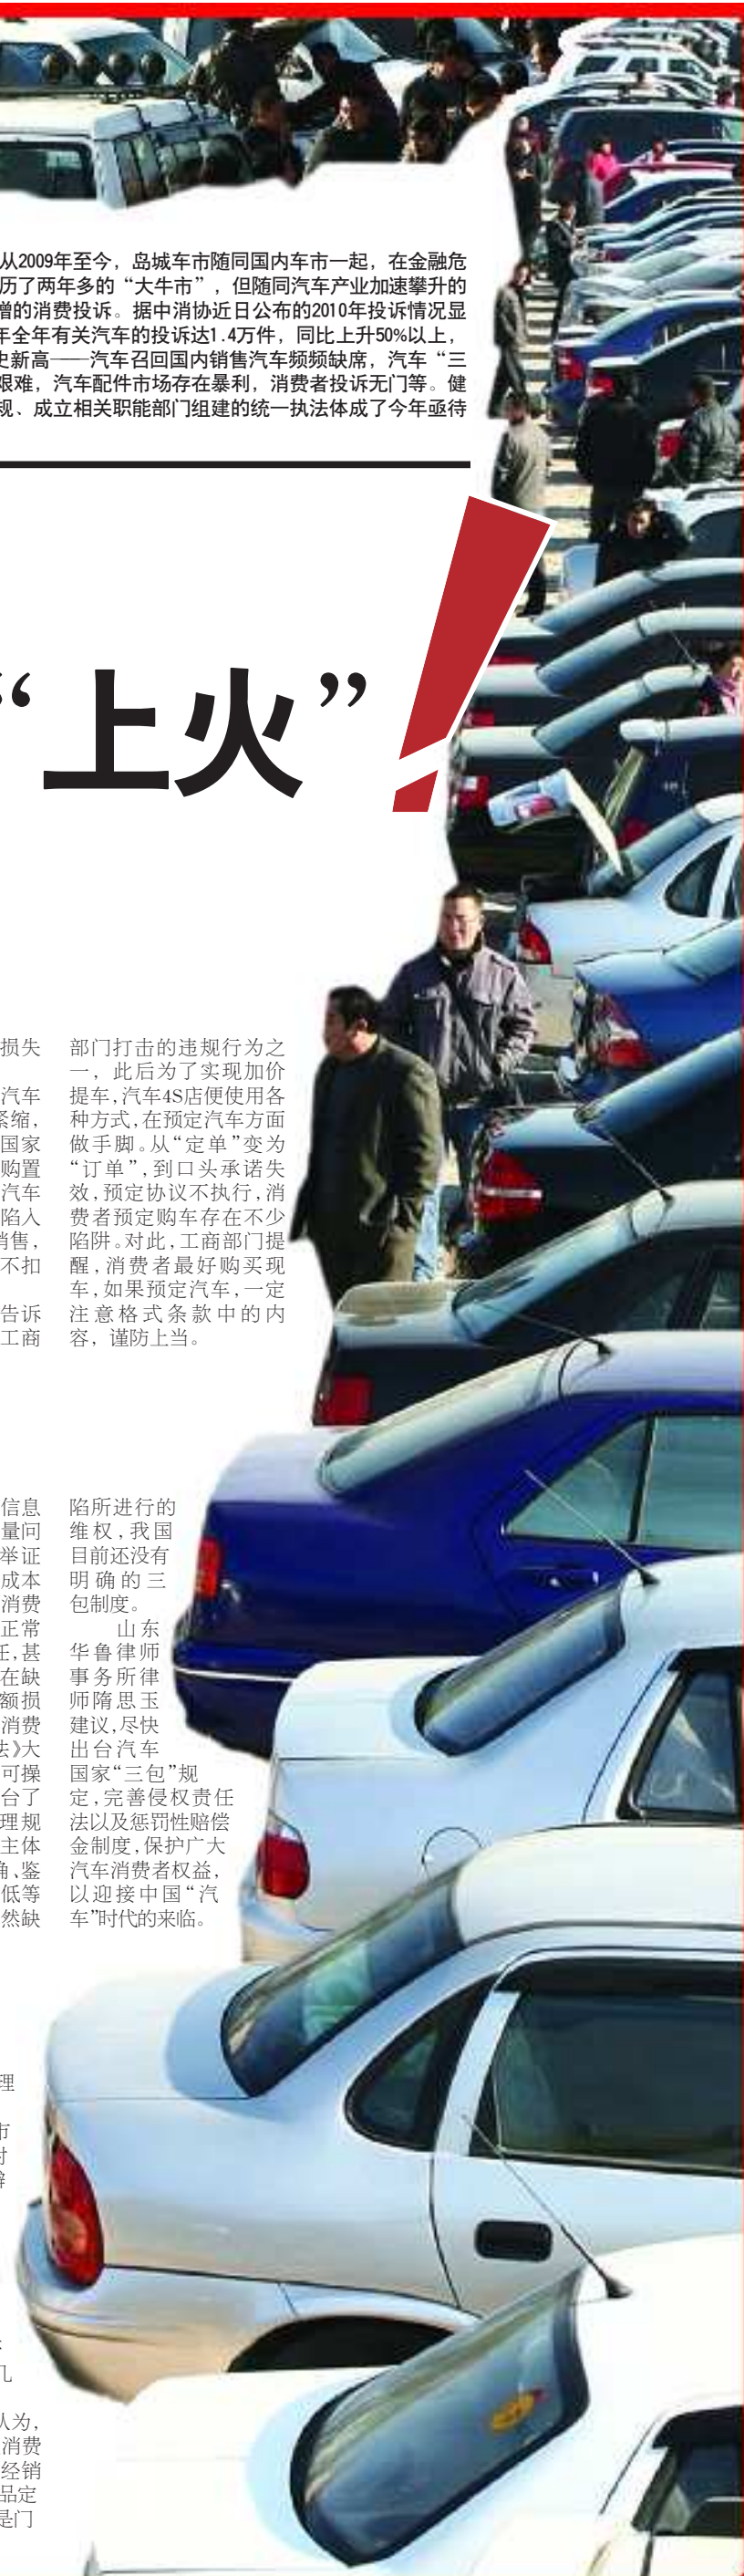 从2009年至今，岛城车市随同国内车市一起，在金融危
历了两年多的“大牛市”，但随同汽车产业加速攀升的
增的消费投诉。据中消协近日公布的2010年投诉情况显
年全年有关汽车的投诉达1.4万件，同比上升50%以上，
史新高——汽车召回国内销售汽车频频缺席，汽车“三
艰难，汽车配件市场存在暴利，消费者投诉无门等。健
规、成立相关职能部门组建的统一执法体成了今年亟待
“上火”
损失
汽车
紧缩，
国家
购置
汽车
陷入
销售，
不扣
告诉
工商
部门打击的违规行为之
一，此后为了实现加价
提车，汽车4S店便使用各
种方式，在预定汽车方面
做手脚。从“定单”变为
“订单”，到口头承诺失
效，预定协议不执行，消
费者预定购车存在不少
陷阱。对此，工商部门提
醒，消费者最好购买现
车，如果预定汽车，一定
注意格式条款中的内
容，谨防上当。
信息
量问
举证
成本
消费
正常
任，甚
在缺
额损
消费
法》大
可操
台了
理规
主体
确、鉴
低等
然缺
陷所进行的
维权，我国
目前还没有
明确的三
包制度。
山东
华鲁律师
事务所律
师隋思玉
建议，尽快
出台汽车
国家“三包”规
定，完善侵权责任
法以及惩罚性赔偿
金制度，保护广大
汽车消费者权益，
以迎接中国“汽
车”时代的来临。
理
市
对
几
认为，
消费
经销
品定
是门